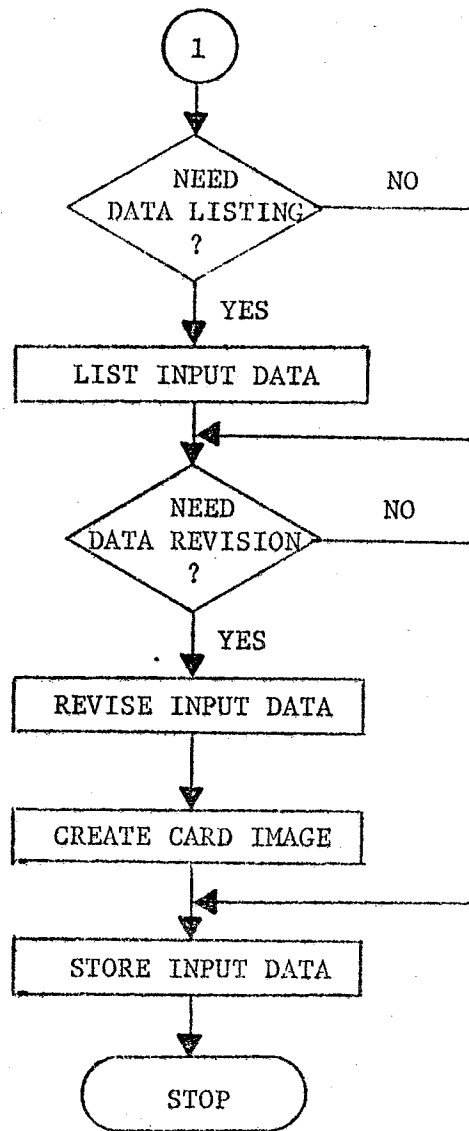 1
NEED
DATA LISTING
?
NO
YES
LIST INPUT DATA
NEED
DATA REVISION
?
NO
YES
REVISE INPUT DATA
CREATE CARD IMAGE
STORE INPUT DATA
STOP